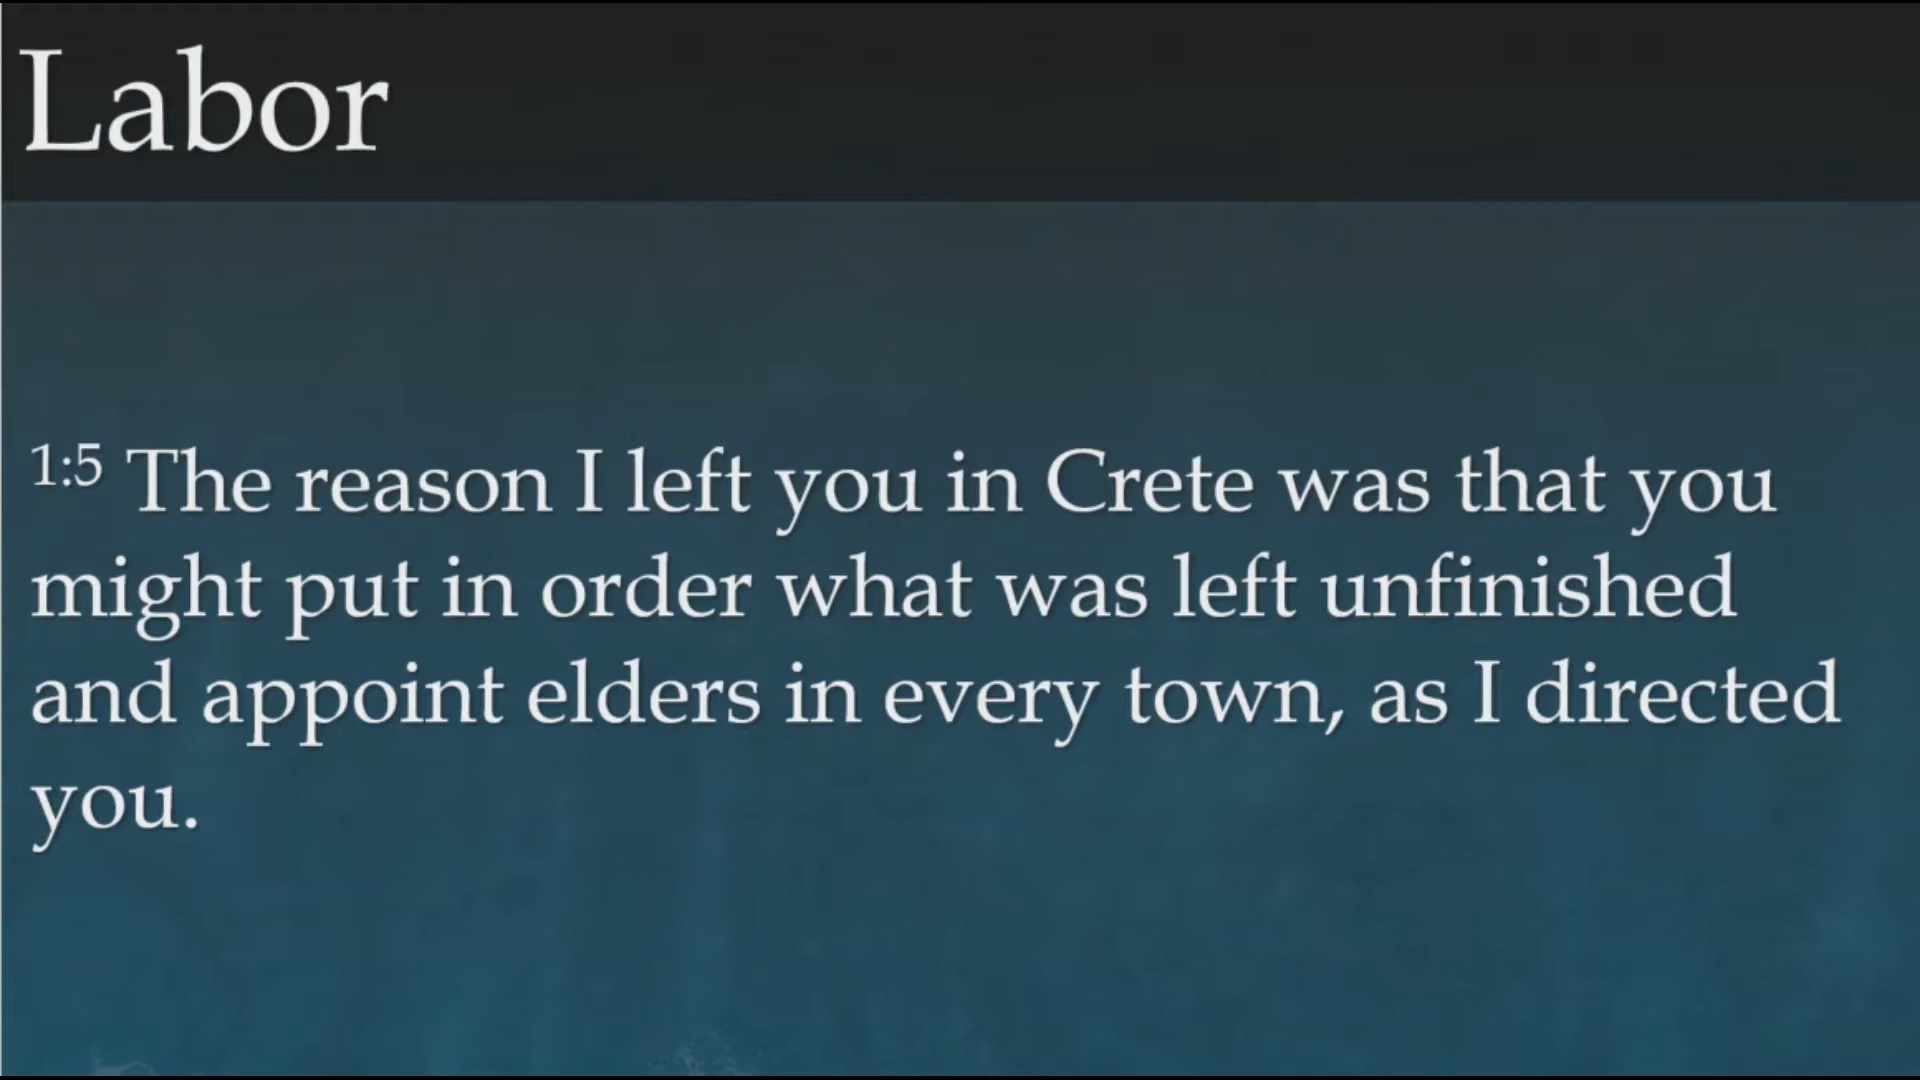 Labor
1:5 The reason I left you in Crete was that you
might put in order what was left unfinished
and appoint elders in every town, as I directed
you.